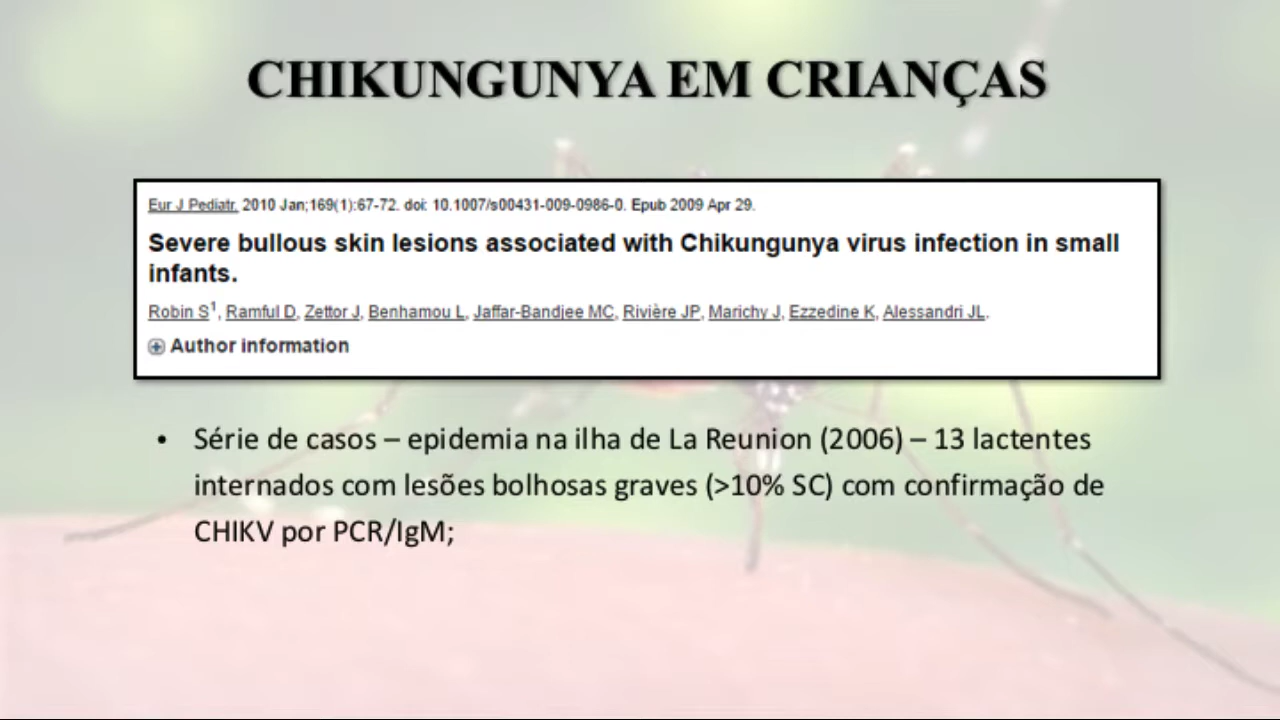 CHIKUNGUNYA EM CRIANÇAS
Eur J Pediatr. 2010 Jan;169(1):67-72. doi: 10.1007/s00431-009-0986-0. Epub 2009 Apr 29.
Severe bullous skin lesions associated with Chikungunya virus infection in small
infants.
Robin S1, Ramful D, Zettor J, Benhamou L, Jaffar-Bandjee MC, Rivière JP, Marichy J, Ezzedine K, Alessandri JL.
Author information
• Série de casos – epidemia na ilha de La Reunion (2006) – 13 lactentes
internados com lesões bolhosas graves (>10% SC) com confirmação de
CHIKV por PCR/IgM;